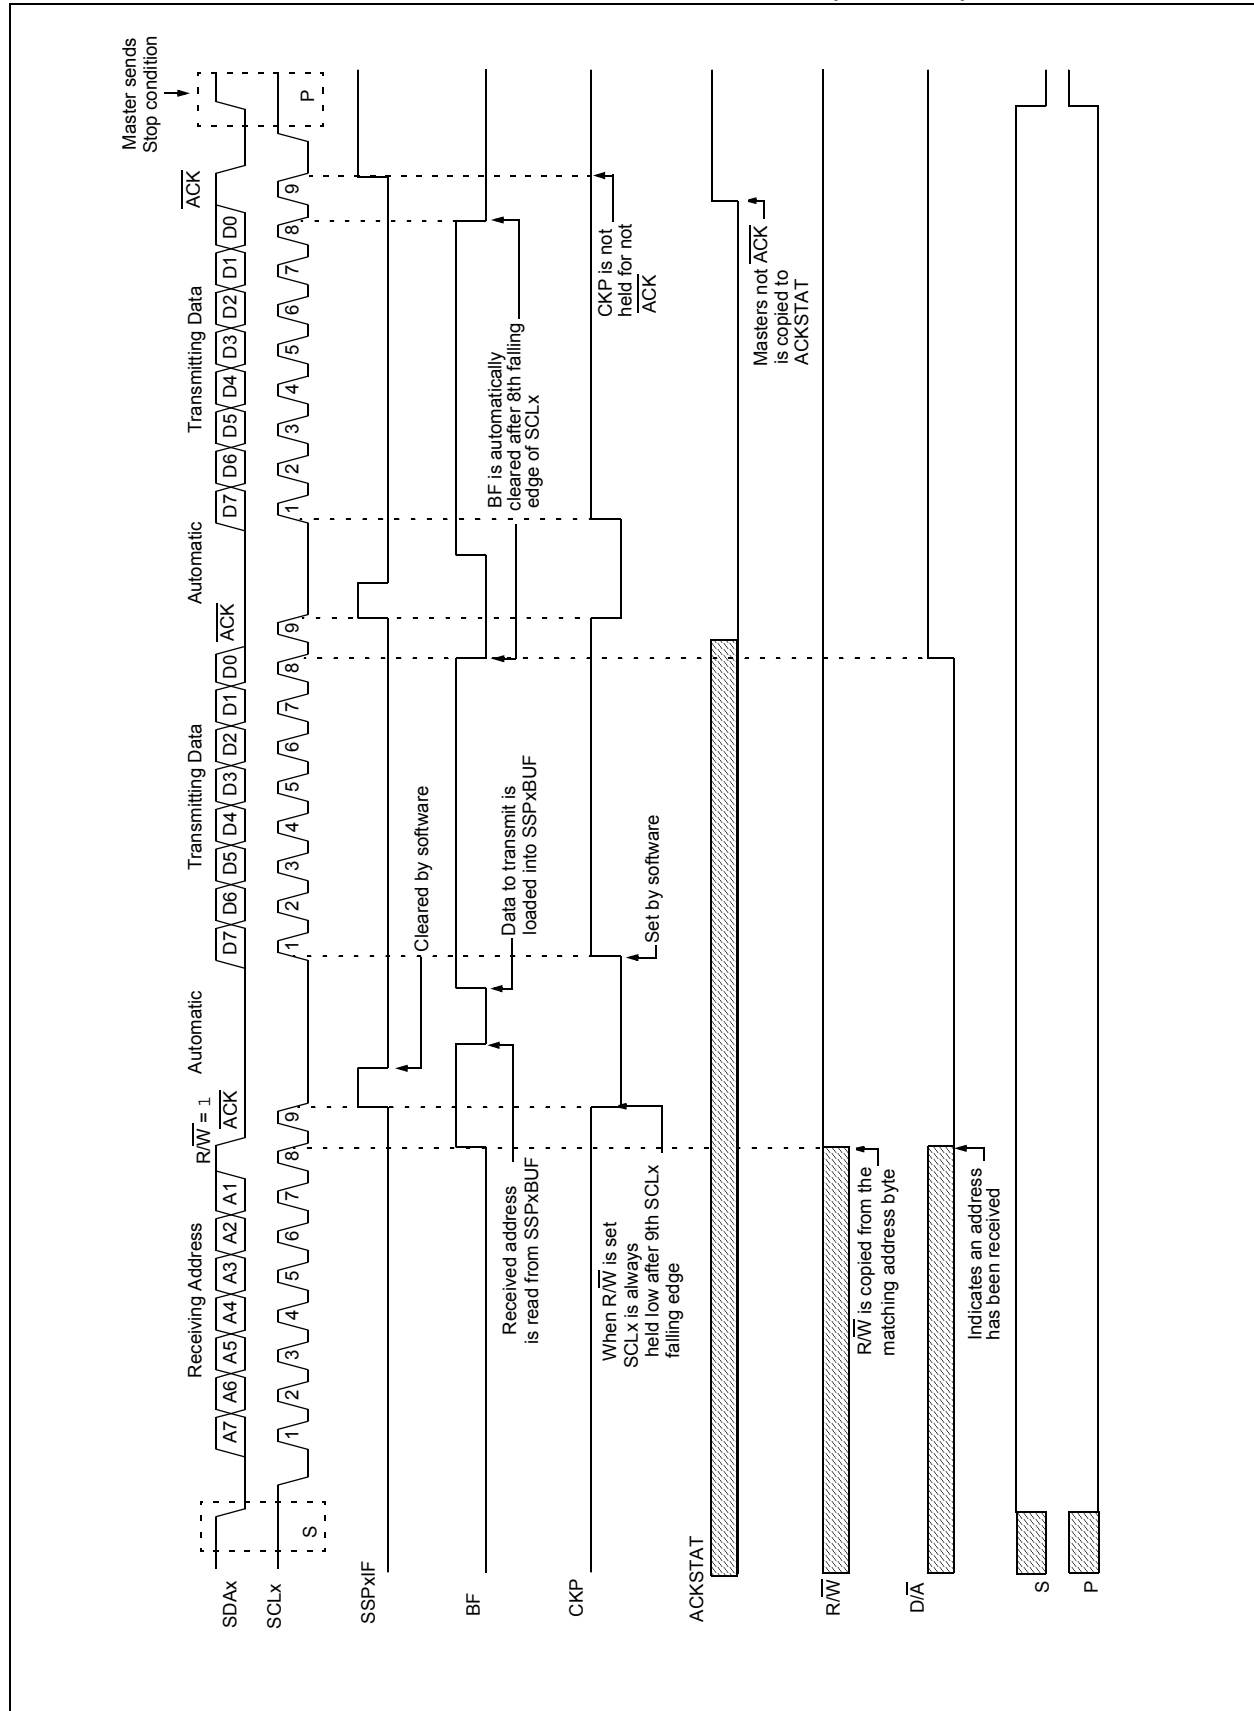 Master sends
Stop condition
Receiving Address
R/W = 1
ACK
Automatic
Transmitting Data
ACK
Automatic
Transmitting Data
ACK
SDAx
A7 A6 A5 A4 A3 A2 A1
D7 D6 D5 D4 D3 D2 D1 D0
D7 D6 D5 D4 D3 D2 D1 D0
SCLx
S
1 2 3 4 5 6 7 8 9
1 2 3 4 5 6 7 8 9
1 2 3 4 5 6 7 8 9
P
SSPxIF
Cleared by software
BF
Received address
is read from SSPxBUF
Data to transmit is
loaded into SSPxBUF
BF is automatically
cleared after 8th falling
edge of SCLx
CKP
When R/W is set
SCLx is always
held low after 9th SCLx
falling edge
Set by software
CKP is not
held for not
ACK
ACKSTAT
Masters not ACK
is copied to
ACKSTAT
R/W
R/W is copied from the
matching address byte
D/A
Indicates an address
has been received
S
P